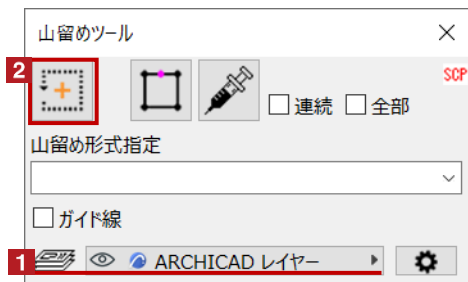 山留めツール
2
SCP
連続 全部
山留め形式指定
ガイド線
1 ARCHICAD レイヤー